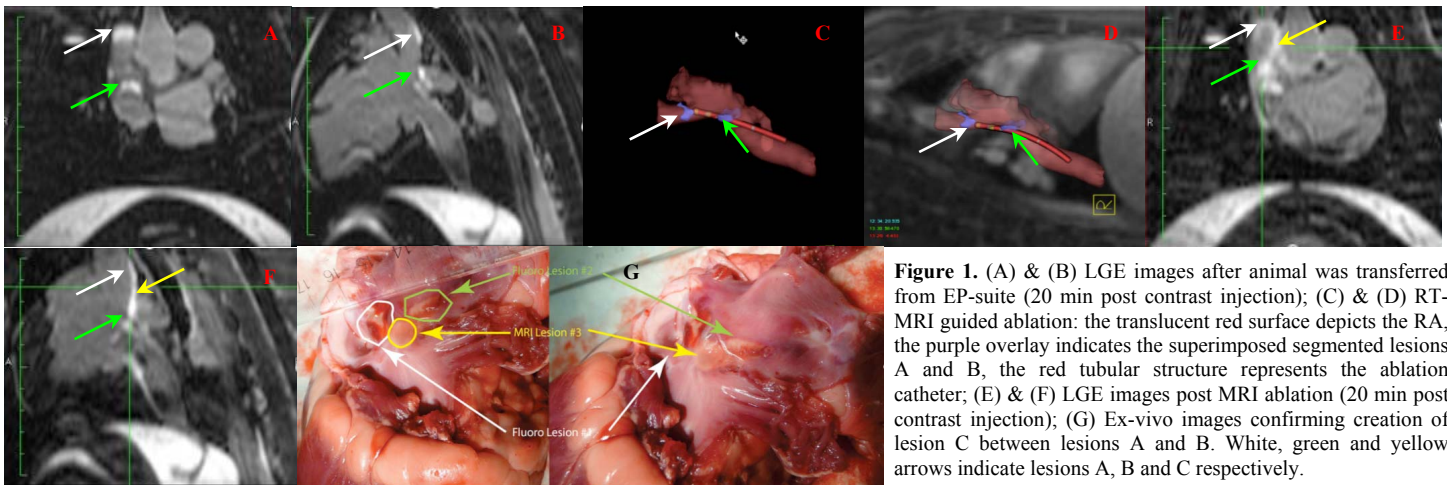 A
B
C
D
E
R
A
R
R
A
F
G
Fluoro Lesion #2
MRI Lesion #3
Figure 1. (A) & (B) LGE images after animal was transferred
from EP-suite (20 min post contrast injection); (C) & (D) RT-
MRI guided ablation: the translucent red surface depicts the RA,
the purple overlay indicates the superimposed segmented lesions
A and B, the red tubular structure represents the ablation
catheter; (E) & (F) LGE images post MRI ablation (20 min post
contrast injection); (G) Ex-vivo images confirming creation of
lesion C between lesions A and B. White, green and yellow
arrows indicate lesions A, B and C respectively.
Fluoro Lesion